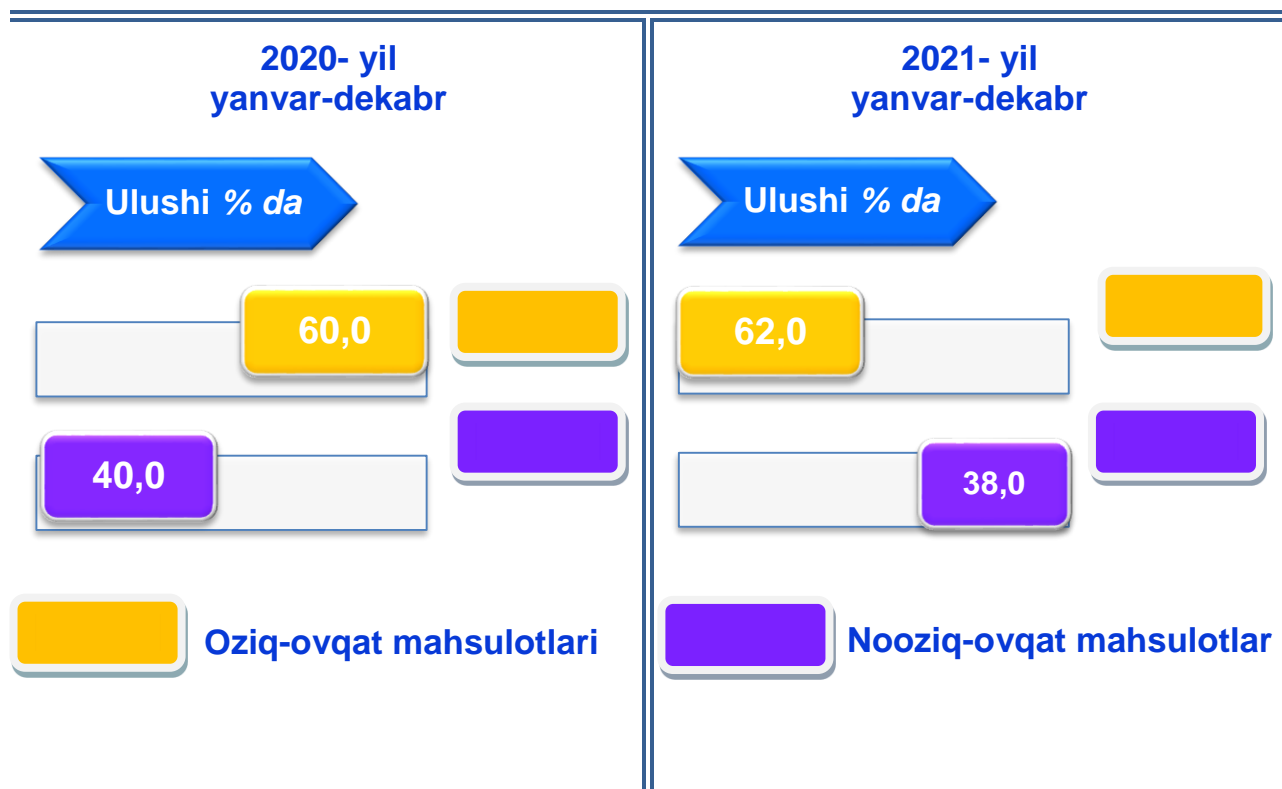 2020- yil
yanvar-dekabr
Ulushi % da
60,0
40,0
Oziq-ovqat mahsulotlari
2021- yil
yanvar-dekabr
Ulushi % da
62,0
38,0
Nooziq-ovqat mahsulotlar